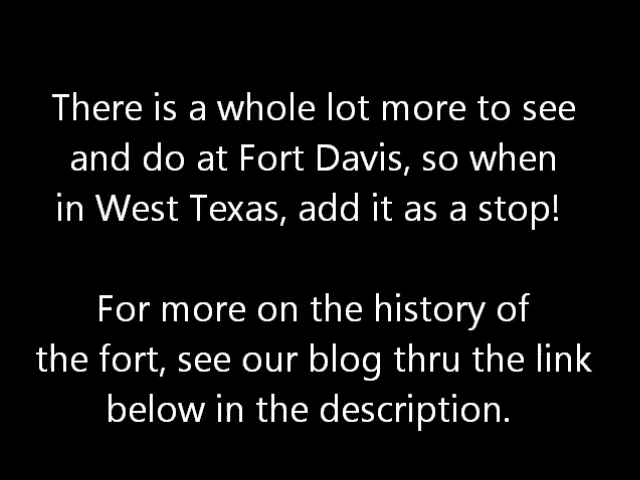 There is a whole lot more to see
and do at Fort Davis, so when
in West Texas, add it as a stop!
For more on the history of
the fort, see our blog thru the link
below in the description.